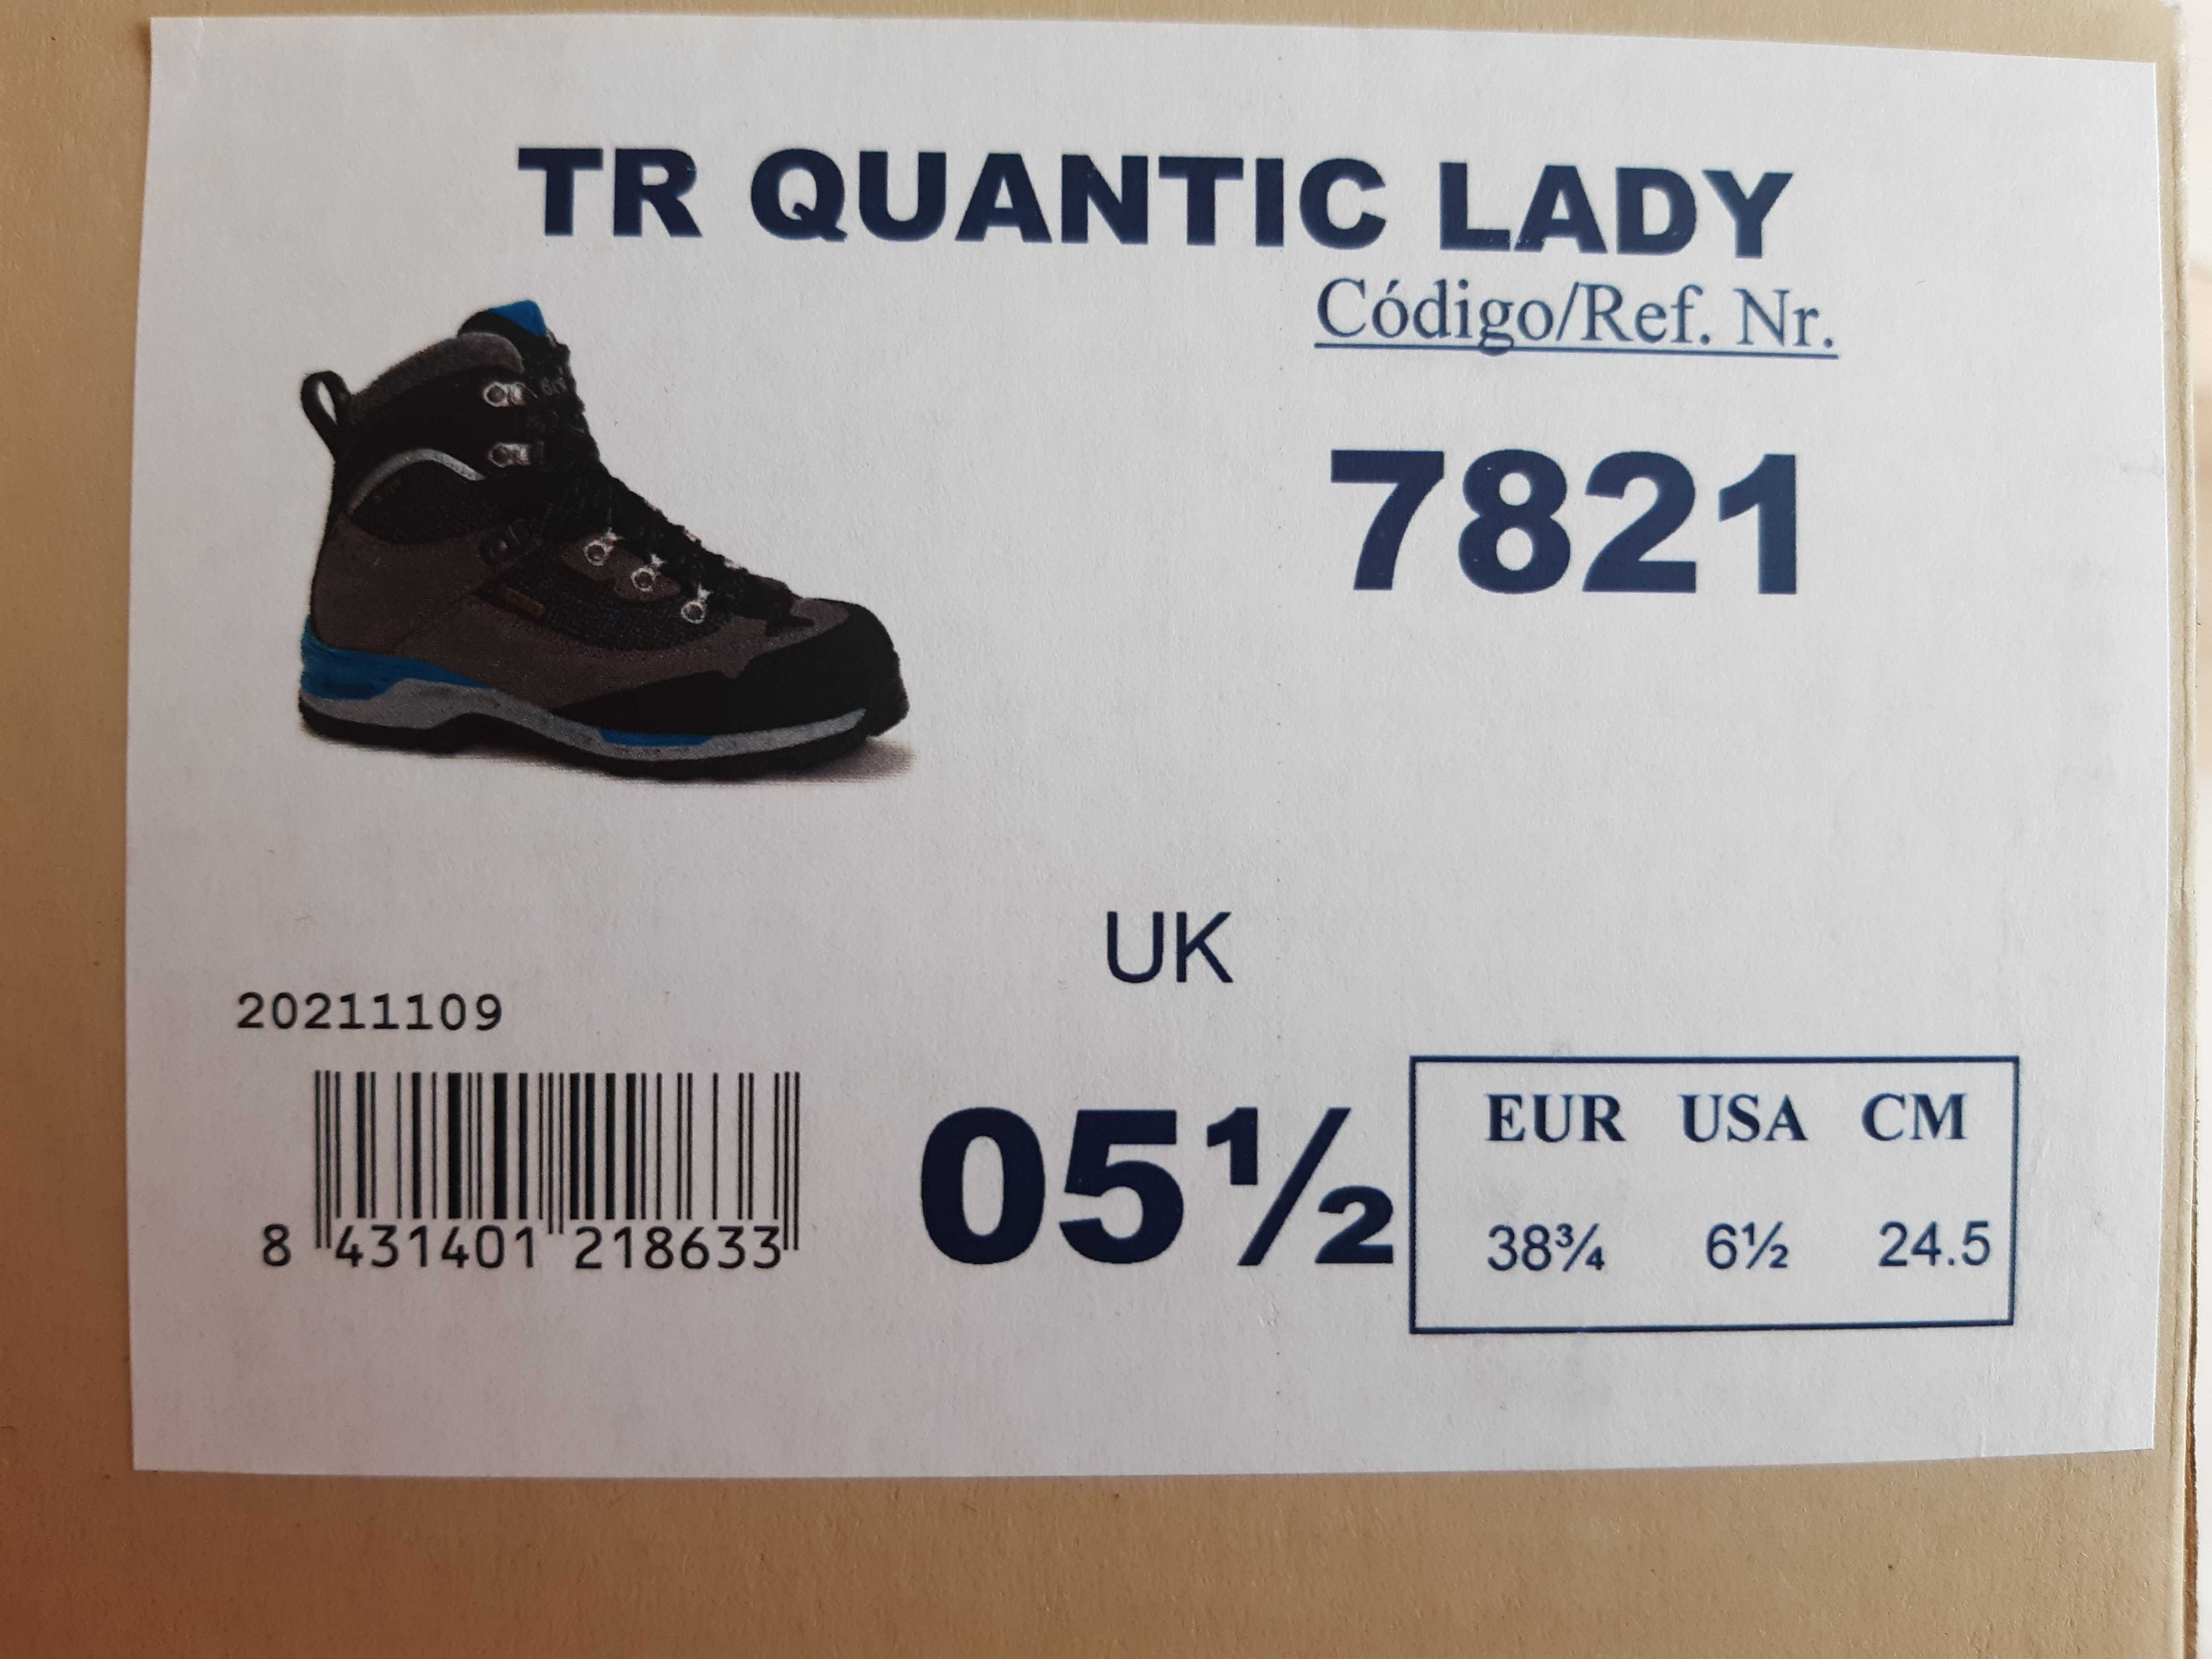 TR QUANTIC LADY
Código/Ref. Nr.
7821
UK
20211109
8 431401 218633
05½
EUR USA CM
38¾ 6½ 24.5